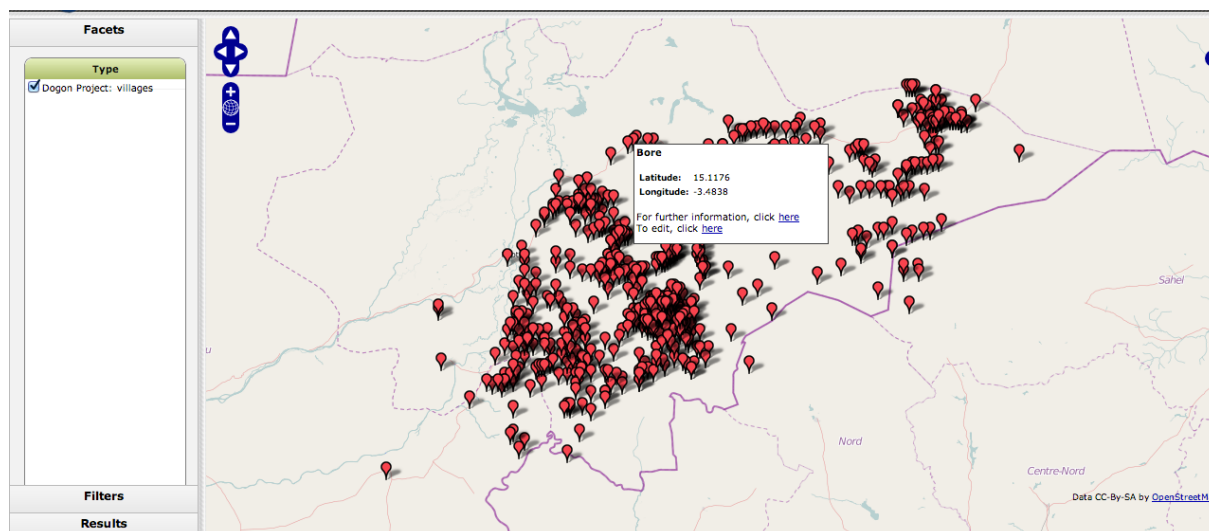 Facets
Type
Dogon Project: villages
Filters
Results
Bore
Latitude: 15.1176
Longitude: -3.4838
For further information, click here
To edit, click here
Sahel
Nord
Centre-Nord
Data CC-By-SA by OpenStreetM